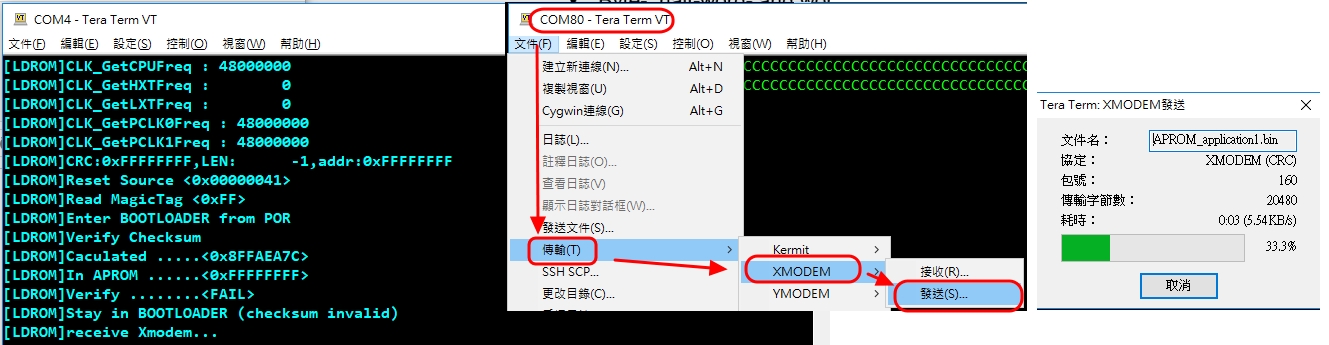 COM4 - Tera Term VT
文件(F) 編輯(E) 設定(S) 控制(O) 視窗(W) 幫助(H)
[LDROM]CLK_GetCPUFreq : 48000000
[LDROM]CLK_GetHXTFreq : 0
[LDROM]CLK_GetLXTFreq : 0
[LDROM]CLK_GetPCLK0Freq : 48000000
[LDROM]CLK_GetPCLK1Freq : 48000000
[LDROM]CRC:0xFFFFFFFF,LEN: -1,addr:0xFFFFFFFF
[LDROM]Reset Source <0x00000041>
[LDROM]Read MagicTag <0xFF>
[LDROM]Enter BOOTLOADER from POR
[LDROM]Verify Checksum
[LDROM]Caculated .....<0x8FFAEA7C>
[LDROM]In APROM ......<0xFFFFFFFF>
[LDROM]Verify ........<FAIL>
[LDROM]Stay in BOOTLOADER (checksum invalid)
[LDROM]receive Xmodem...
COM80 - Tera Term VT
文件(F) 編輯(E) 設定(S) 控制(O) 視窗(W) 幫助(H)
建立新連線(N)... Alt+N
複製視窗(U) Alt+D
Cygwin連線(G) Alt+G
日誌(L)...
註釋日誌(O)...
查看日誌(V)
顯示日誌對話框(W)...
發送文件(S)...
傳輸(T)
SSH SCP...
更改目錄(C)...
Kermit
XMODEM
YMODEM
接收(R)...
發送(S)...
Tera Term: XMODEM發送
文件名： APROM_application1.bin
協定： XMODEM (CRC)
包號： 160
傳輸字節數： 20480
耗時： 0:03 (5.54KB/s)
33.3%
取消